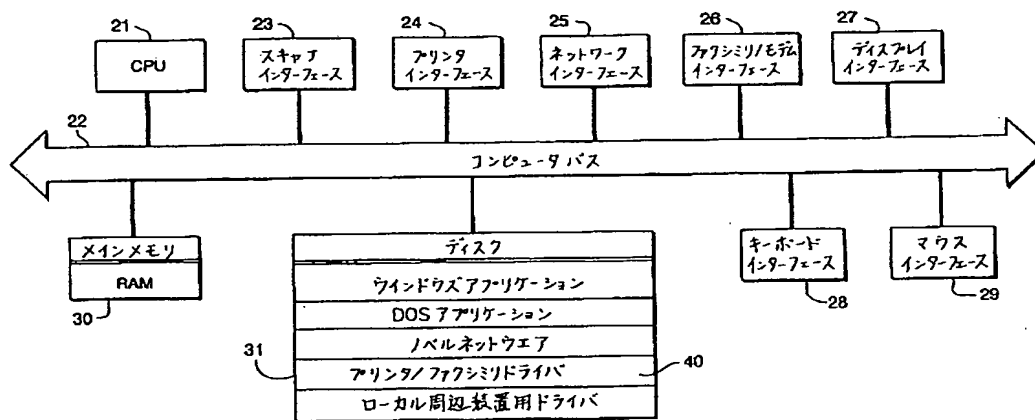 21
23
24
25
26
27
CPU
スキャナ
インターフェース
プリンタ
インターフェース
ネットワーク
インターフェース
ファクシミリ/モデム
インターフェース
ディスプレイ
インターフェース
22
コンピュータバス
メインメモリ
RAM
30
ディスク
ウインドウズアプリケーション
DOS アプリケーション
ノベルネットウエア
プリンタ/ファクシミリドライバ
ローカル周辺装置用ドライバ
31
40
キーボード
インターフェース
28
マウス
インターフェース
29